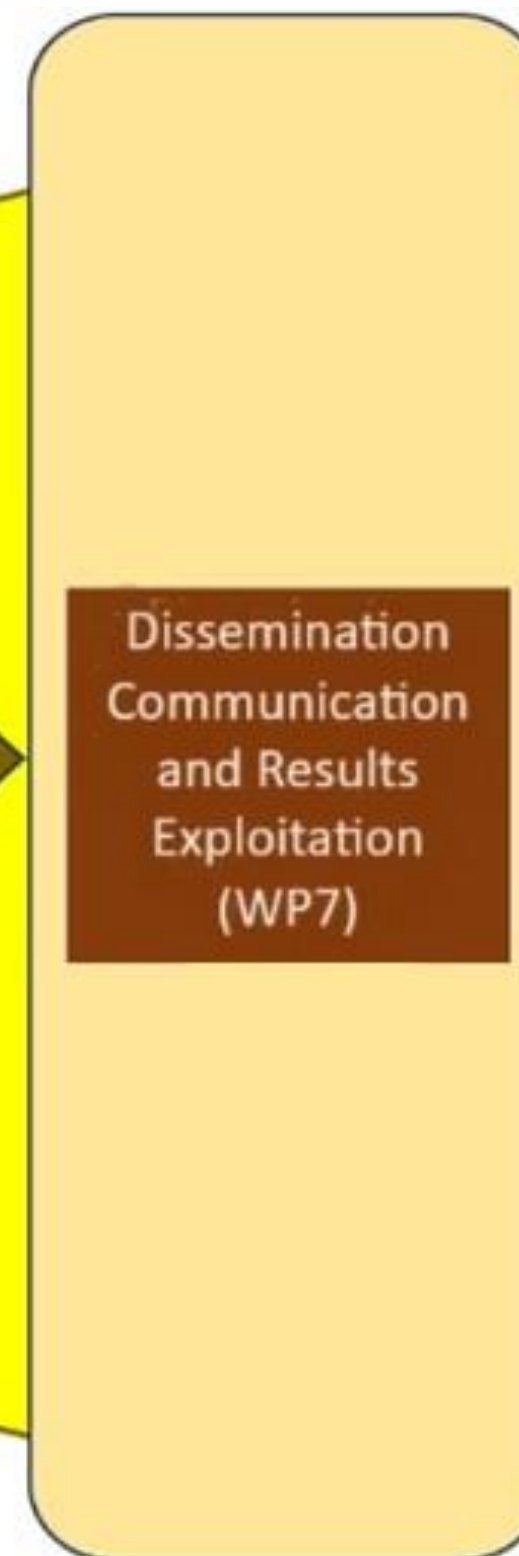 Dissemination
Communication
and Results
Exploitation
(WP7)